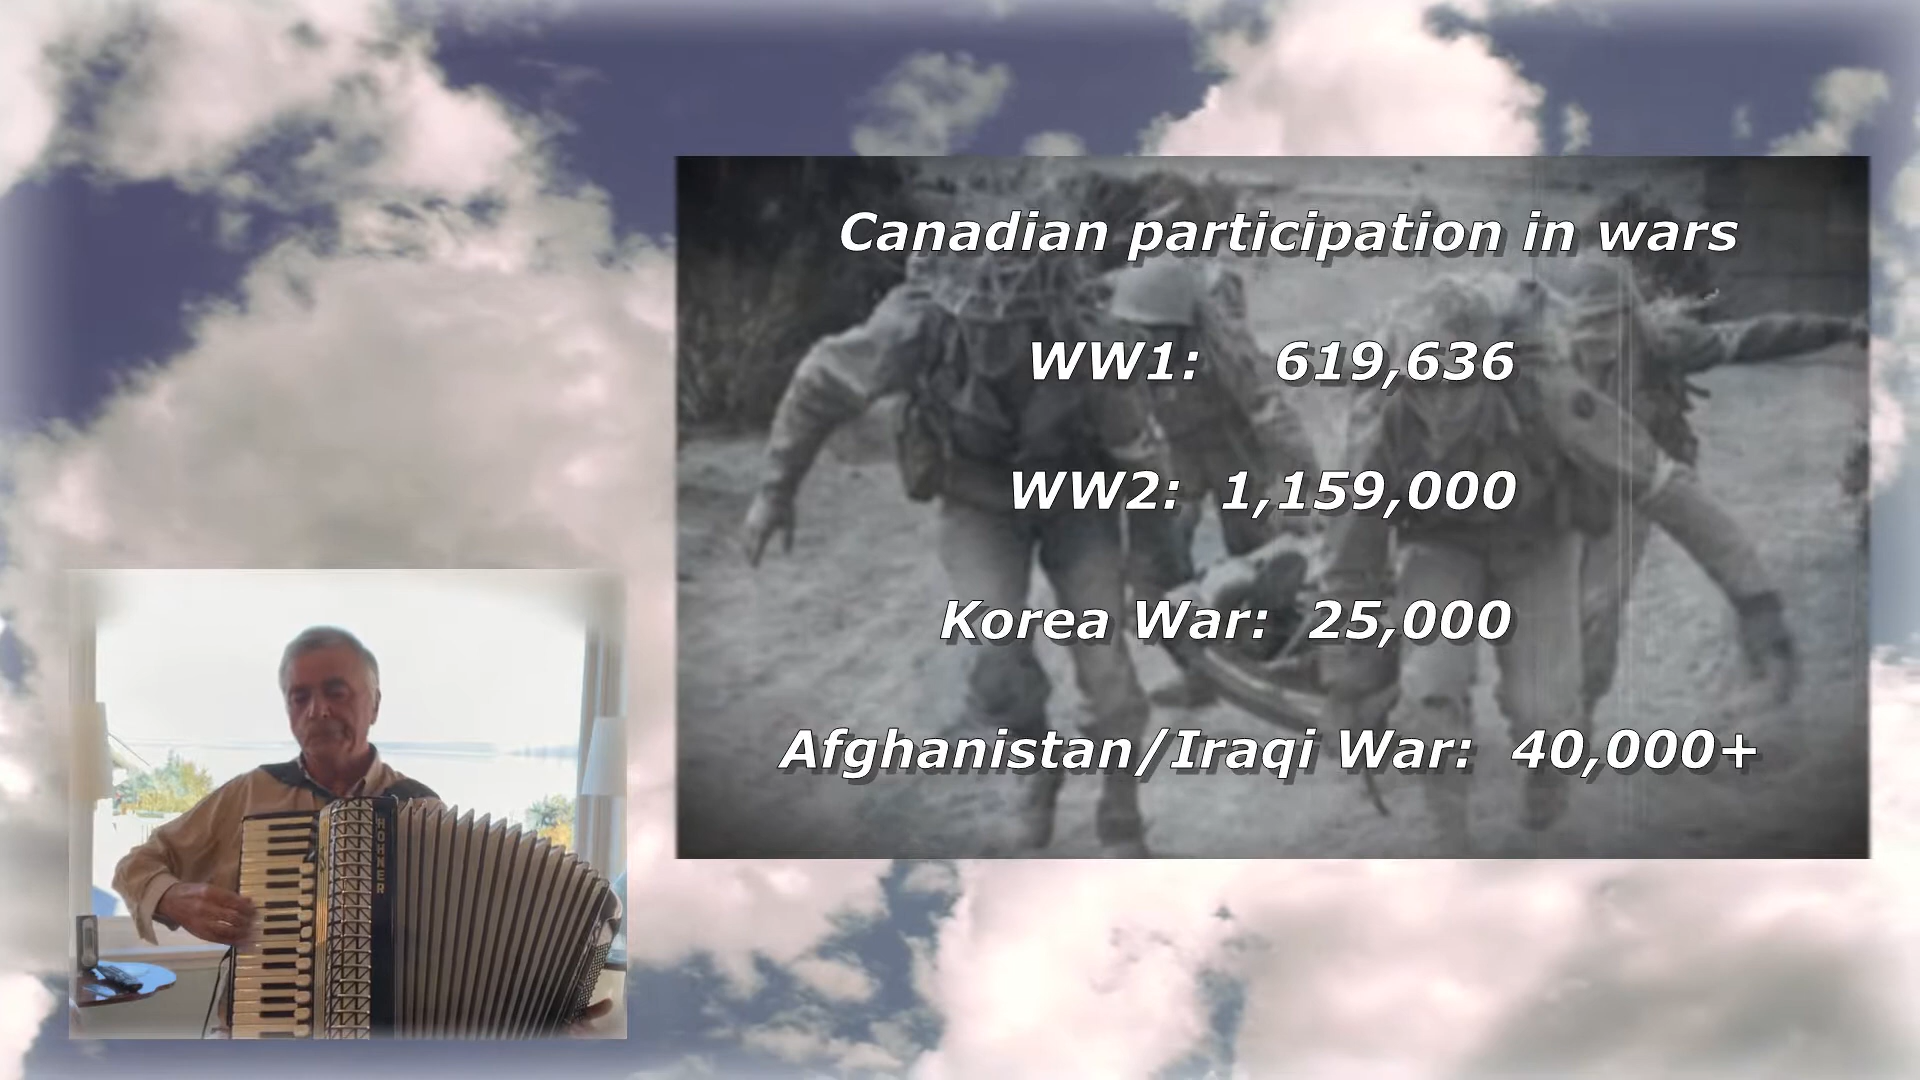 Canadian participation in wars
WW1: 619,636
WW2: 1,159,000
Korea War: 25,000
Afghanistan/Iraqi War: 40,000+
HOHNER